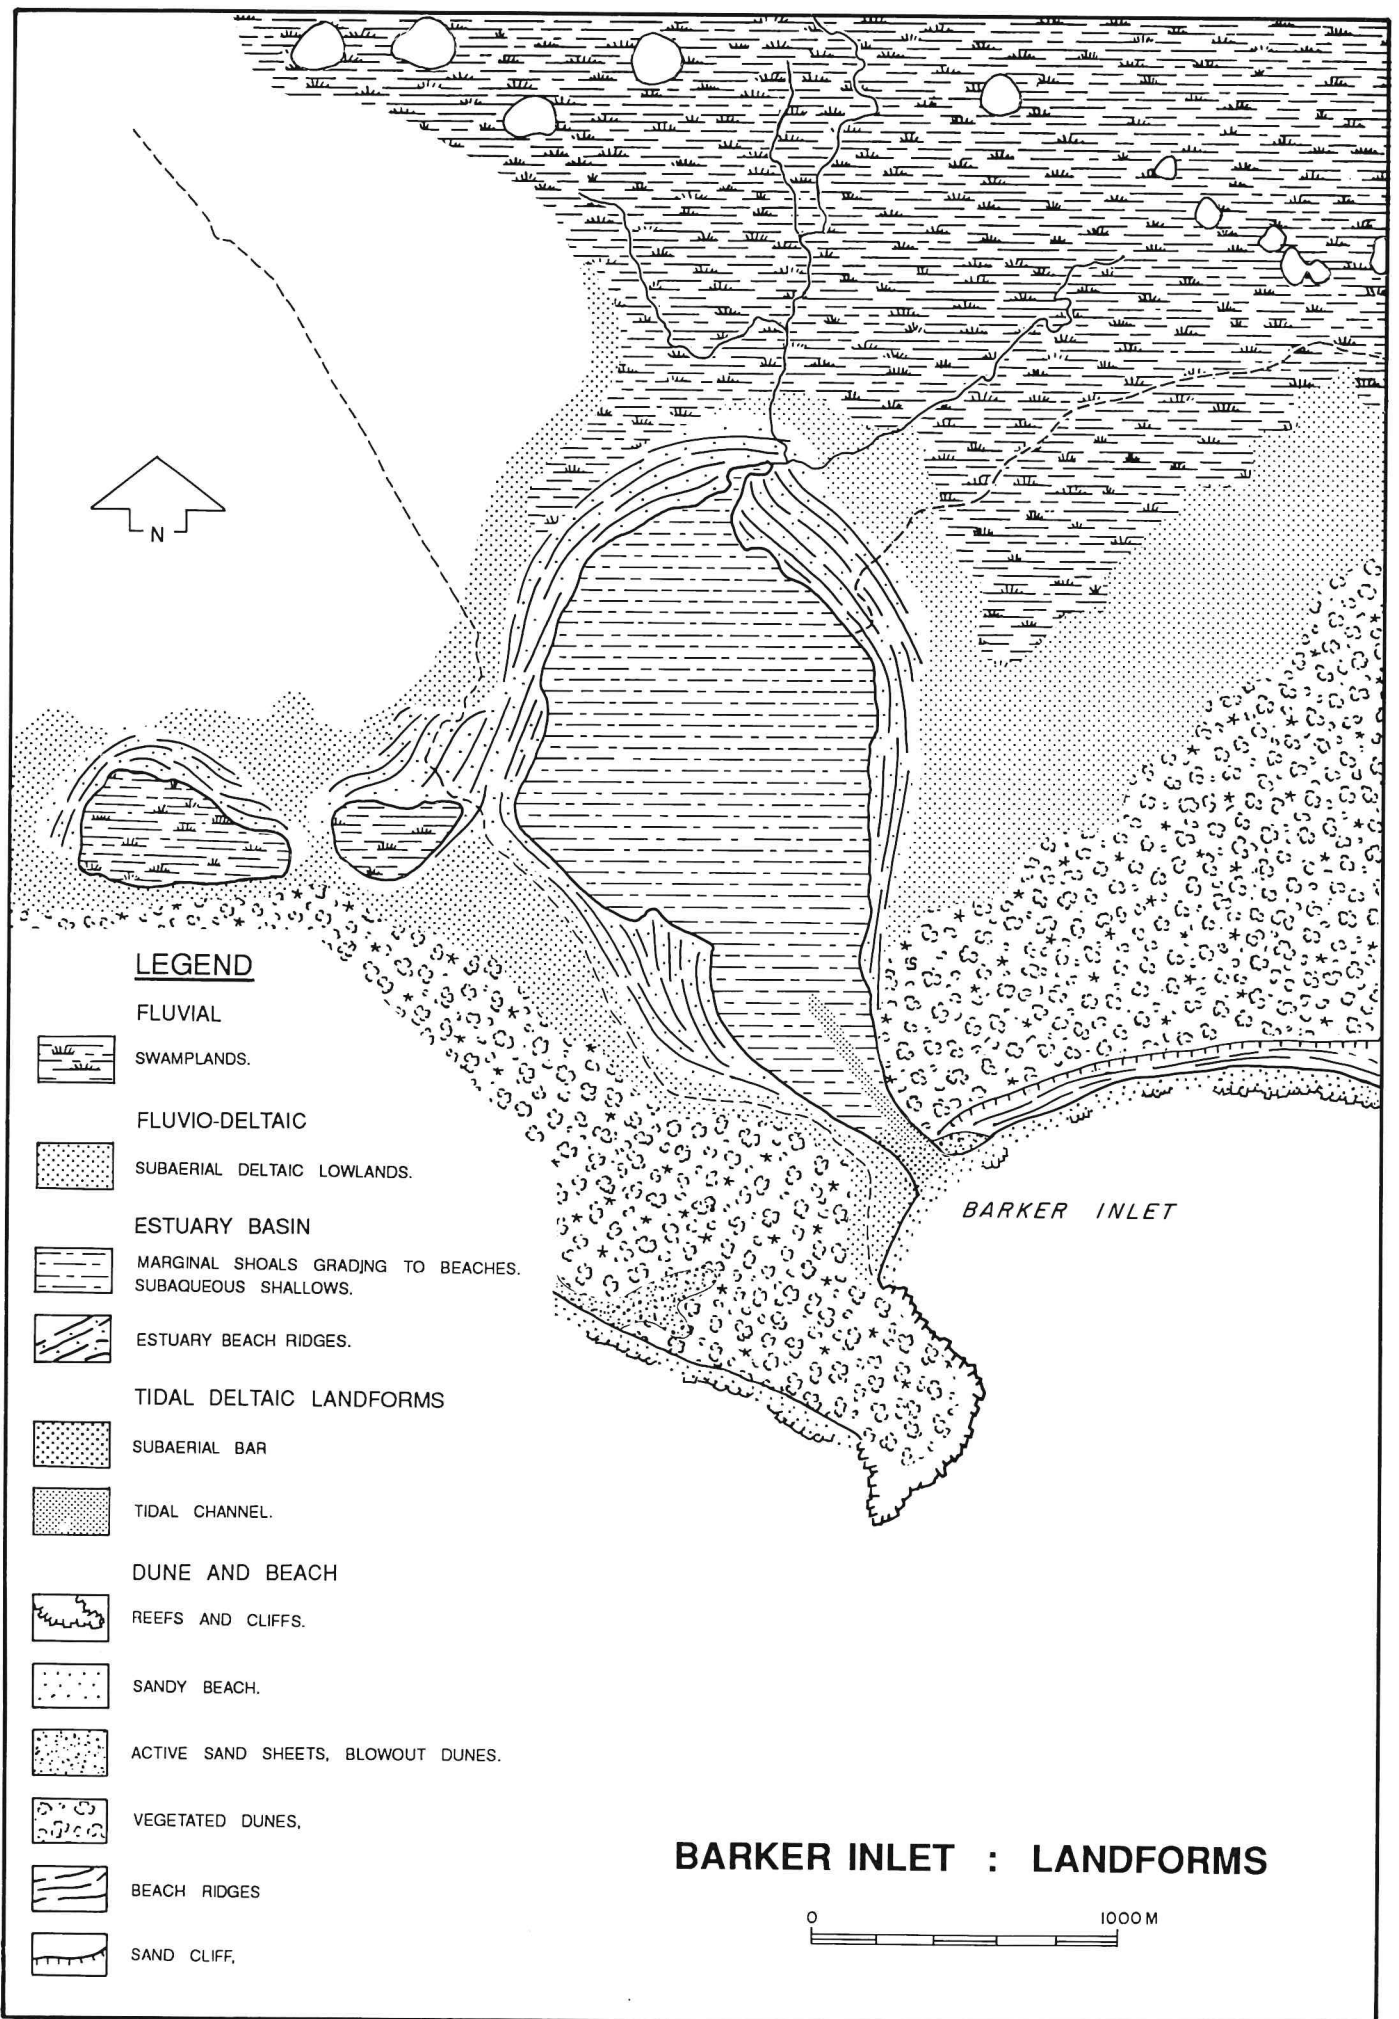 N
LEGEND
FLUVIAL
SWAMPLANDS.
FLUVIO-DELTAIC
SUBAERIAL DELTAIC LOWLANDS.
ESTUARY BASIN
MARGINAL SHOALS GRADING TO BEACHES.
SUBAQUEOUS SHALLOWS.
ESTUARY BEACH RIDGES.
TIDAL DELTAIC LANDFORMS
SUBAERIAL BAR
TIDAL CHANNEL.
DUNE AND BEACH
REEFS AND CLIFFS.
SANDY BEACH.
ACTIVE SAND SHEETS, BLOWOUT DUNES.
VEGETATED DUNES,
BEACH RIDGES
SAND CLIFF,
BARKER INLET
BARKER INLET : LANDFORMS
0 1000 M